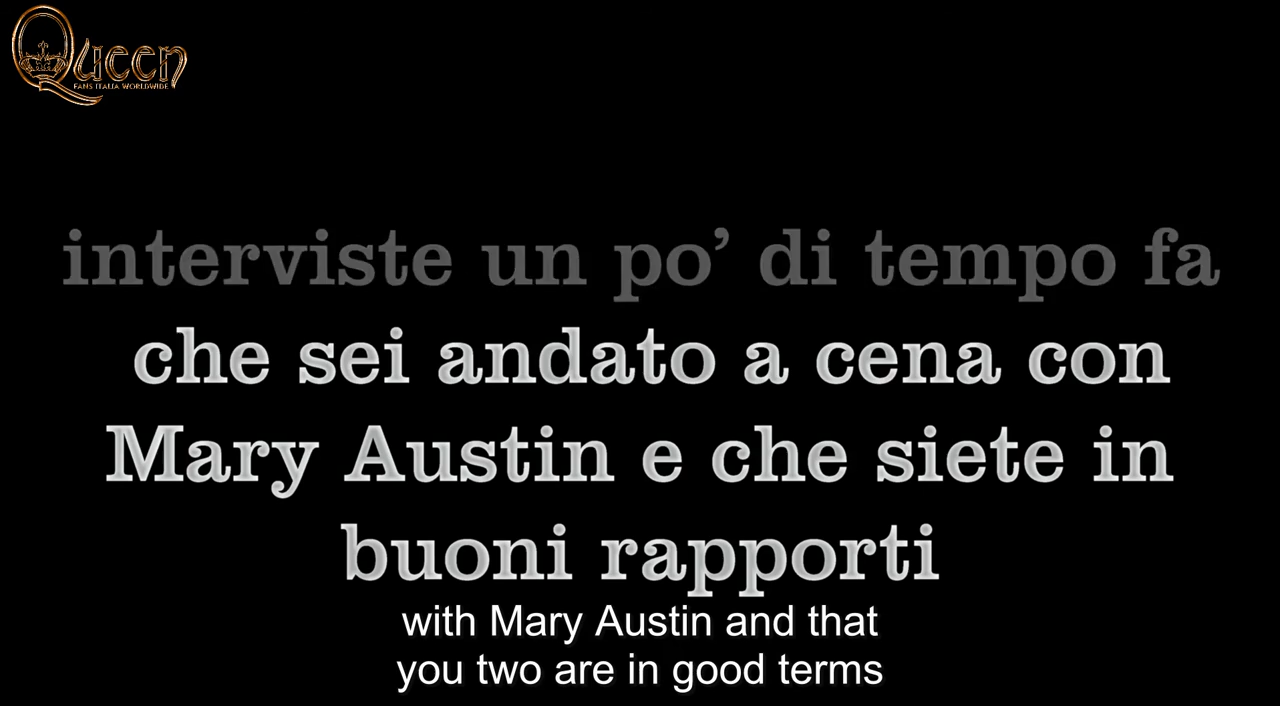 Queen
FANS ITALIA WORLDWIDE
interviste un po’ di tempo fa
che sei andato a cena con
Mary Austin e che siete in
buoni rapporti
with Mary Austin and that
you two are in good terms